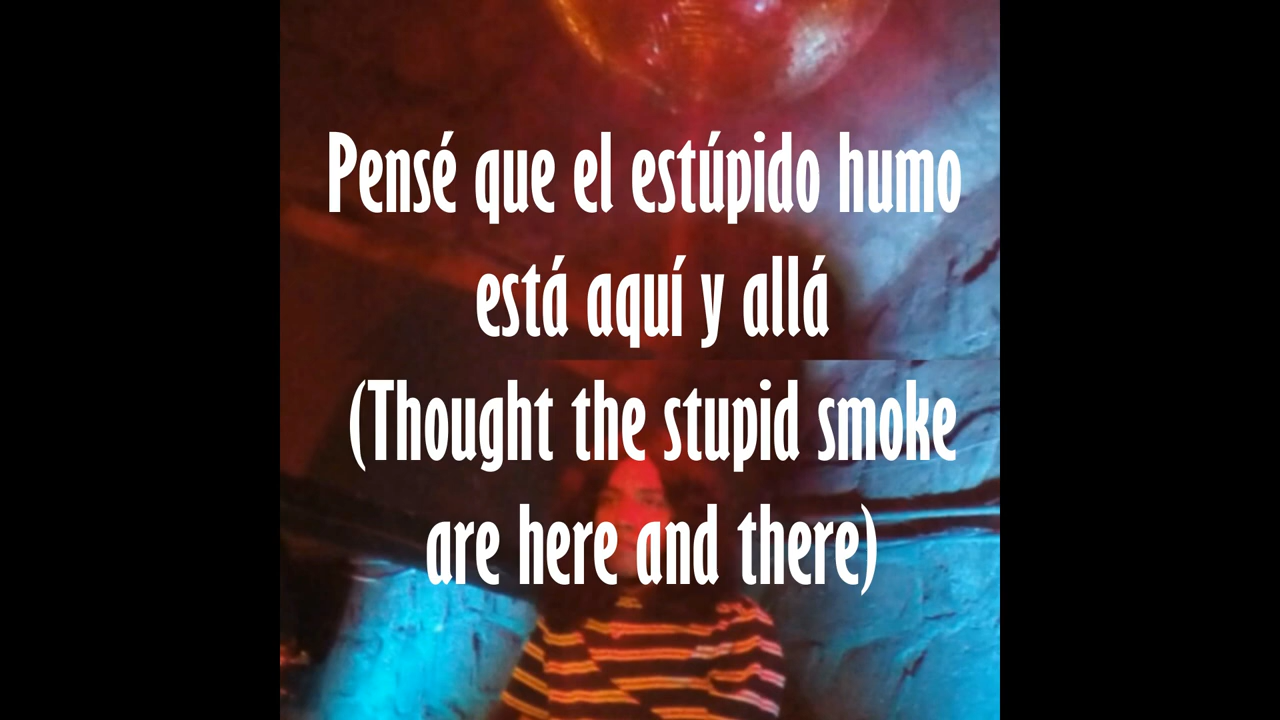 Pensé que el estúpido humo
está aquí y allá
(Thought the stupid smoke
are here and there)